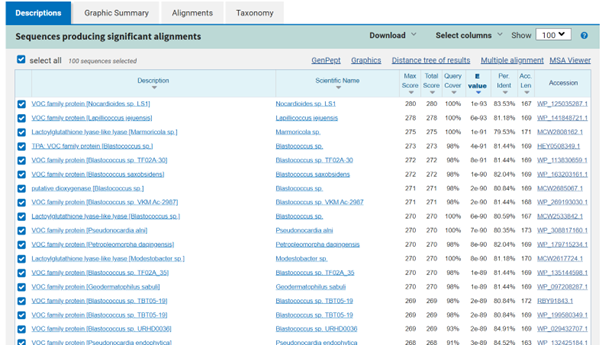 Descriptions Graphic Summary Alignments Taxonomy
Sequences producing significant alignments Download Select columns Show 100
select all 100 sequences selected GenPept Graphics Distance tree of results Multiple alignment MSA Viewer
Description Scientific Name Max Score Total Score Query Cover E value Per. Ident Acc. Len Accession
VOC family protein [Nocardioides sp. LS1] Nocardioides sp. LS1 280 280 100% 1e-93 83.53% 167 WP_125035287.1
VOC family protein [Lapillicoccus jejuensis] Lapillicoccus jejuensis 278 278 100% 6e-93 81.18% 169 WP_141848721.1
Lactoylglutathione lyase-like lyase [Marmoricola sp.] Marmoricola sp. 275 275 100% 1e-91 79.53% 171 MCW2808162.1
TPA: VOC family protein [Blastococcus sp.] Blastococcus sp. 273 273 98% 4e-91 81.44% 169 HEY0508349.1
VOC family protein [Blastococcus sp. TF02A-30] Blastococcus sp. TF02A-30 272 272 98% 8e-91 81.44% 169 WP_113830659.1
VOC family protein [Blastococcus saxobsidens] Blastococcus saxobsidens 272 272 98% 1e-90 82.04% 169 WP_163203161.1
putative dioxygenase [Blastococcus sp.] Blastococcus sp. 271 271 98% 2e-90 80.84% 169 MCW2685067.1
VOC family protein [Blastococcus sp. VKM Ac-2987] Blastococcus sp. VKM Ac-2987 271 271 98% 2e-90 81.44% 168 WP_269193030.1
Lactoylglutathione lyase-like lyase [Blastococcus sp.] Blastococcus sp. 270 270 100% 6e-90 80.59% 167 MCW2533842.1
VOC family protein [Pseudonocardia alni] Pseudonocardia alni 270 270 100% 7e-90 80.35% 173 WP_308817160.1
VOC family protein [Petropleomorpha daqingensis] Petropleomorpha daqingensis 270 270 98% 8e-90 82.04% 169 WP_179715234.1
Lactoylglutathione lyase-like lyase [Modestobacter sp.] Modestobacter sp. 270 270 100% 8e-90 81.18% 170 MCW2617724.1
VOC family protein [Blastococcus sp. TF02A_35] Blastococcus sp. TF02A_35 270 270 98% 1e-89 81.44% 169 WP_135144588.1
VOC family protein [Geodermatophilus sabuli] Geodermatophilus sabuli 270 270 98% 1e-89 81.44% 169 WP_097208287.1
VOC family protein [Blastococcus sp. TBT05-19] Blastococcus sp. TBT05-19 269 269 98% 2e-89 80.84% 172 RBY91843.1
VOC family protein [Blastococcus sp. TBT05-19] Blastococcus sp. TBT05-19 269 269 98% 2e-89 80.84% 169 WP_199580349.1
VOC family protein [Blastococcus sp. URHD0036] Blastococcus sp. URHD0036 269 269 93% 2e-89 84.91% 169 WP_029432707.1
VOC family protein [Pseudonocardia endophytica] Pseudonocardia endophytica 268 268 91% 3e-89 84.52% 163 WP_132425184.1